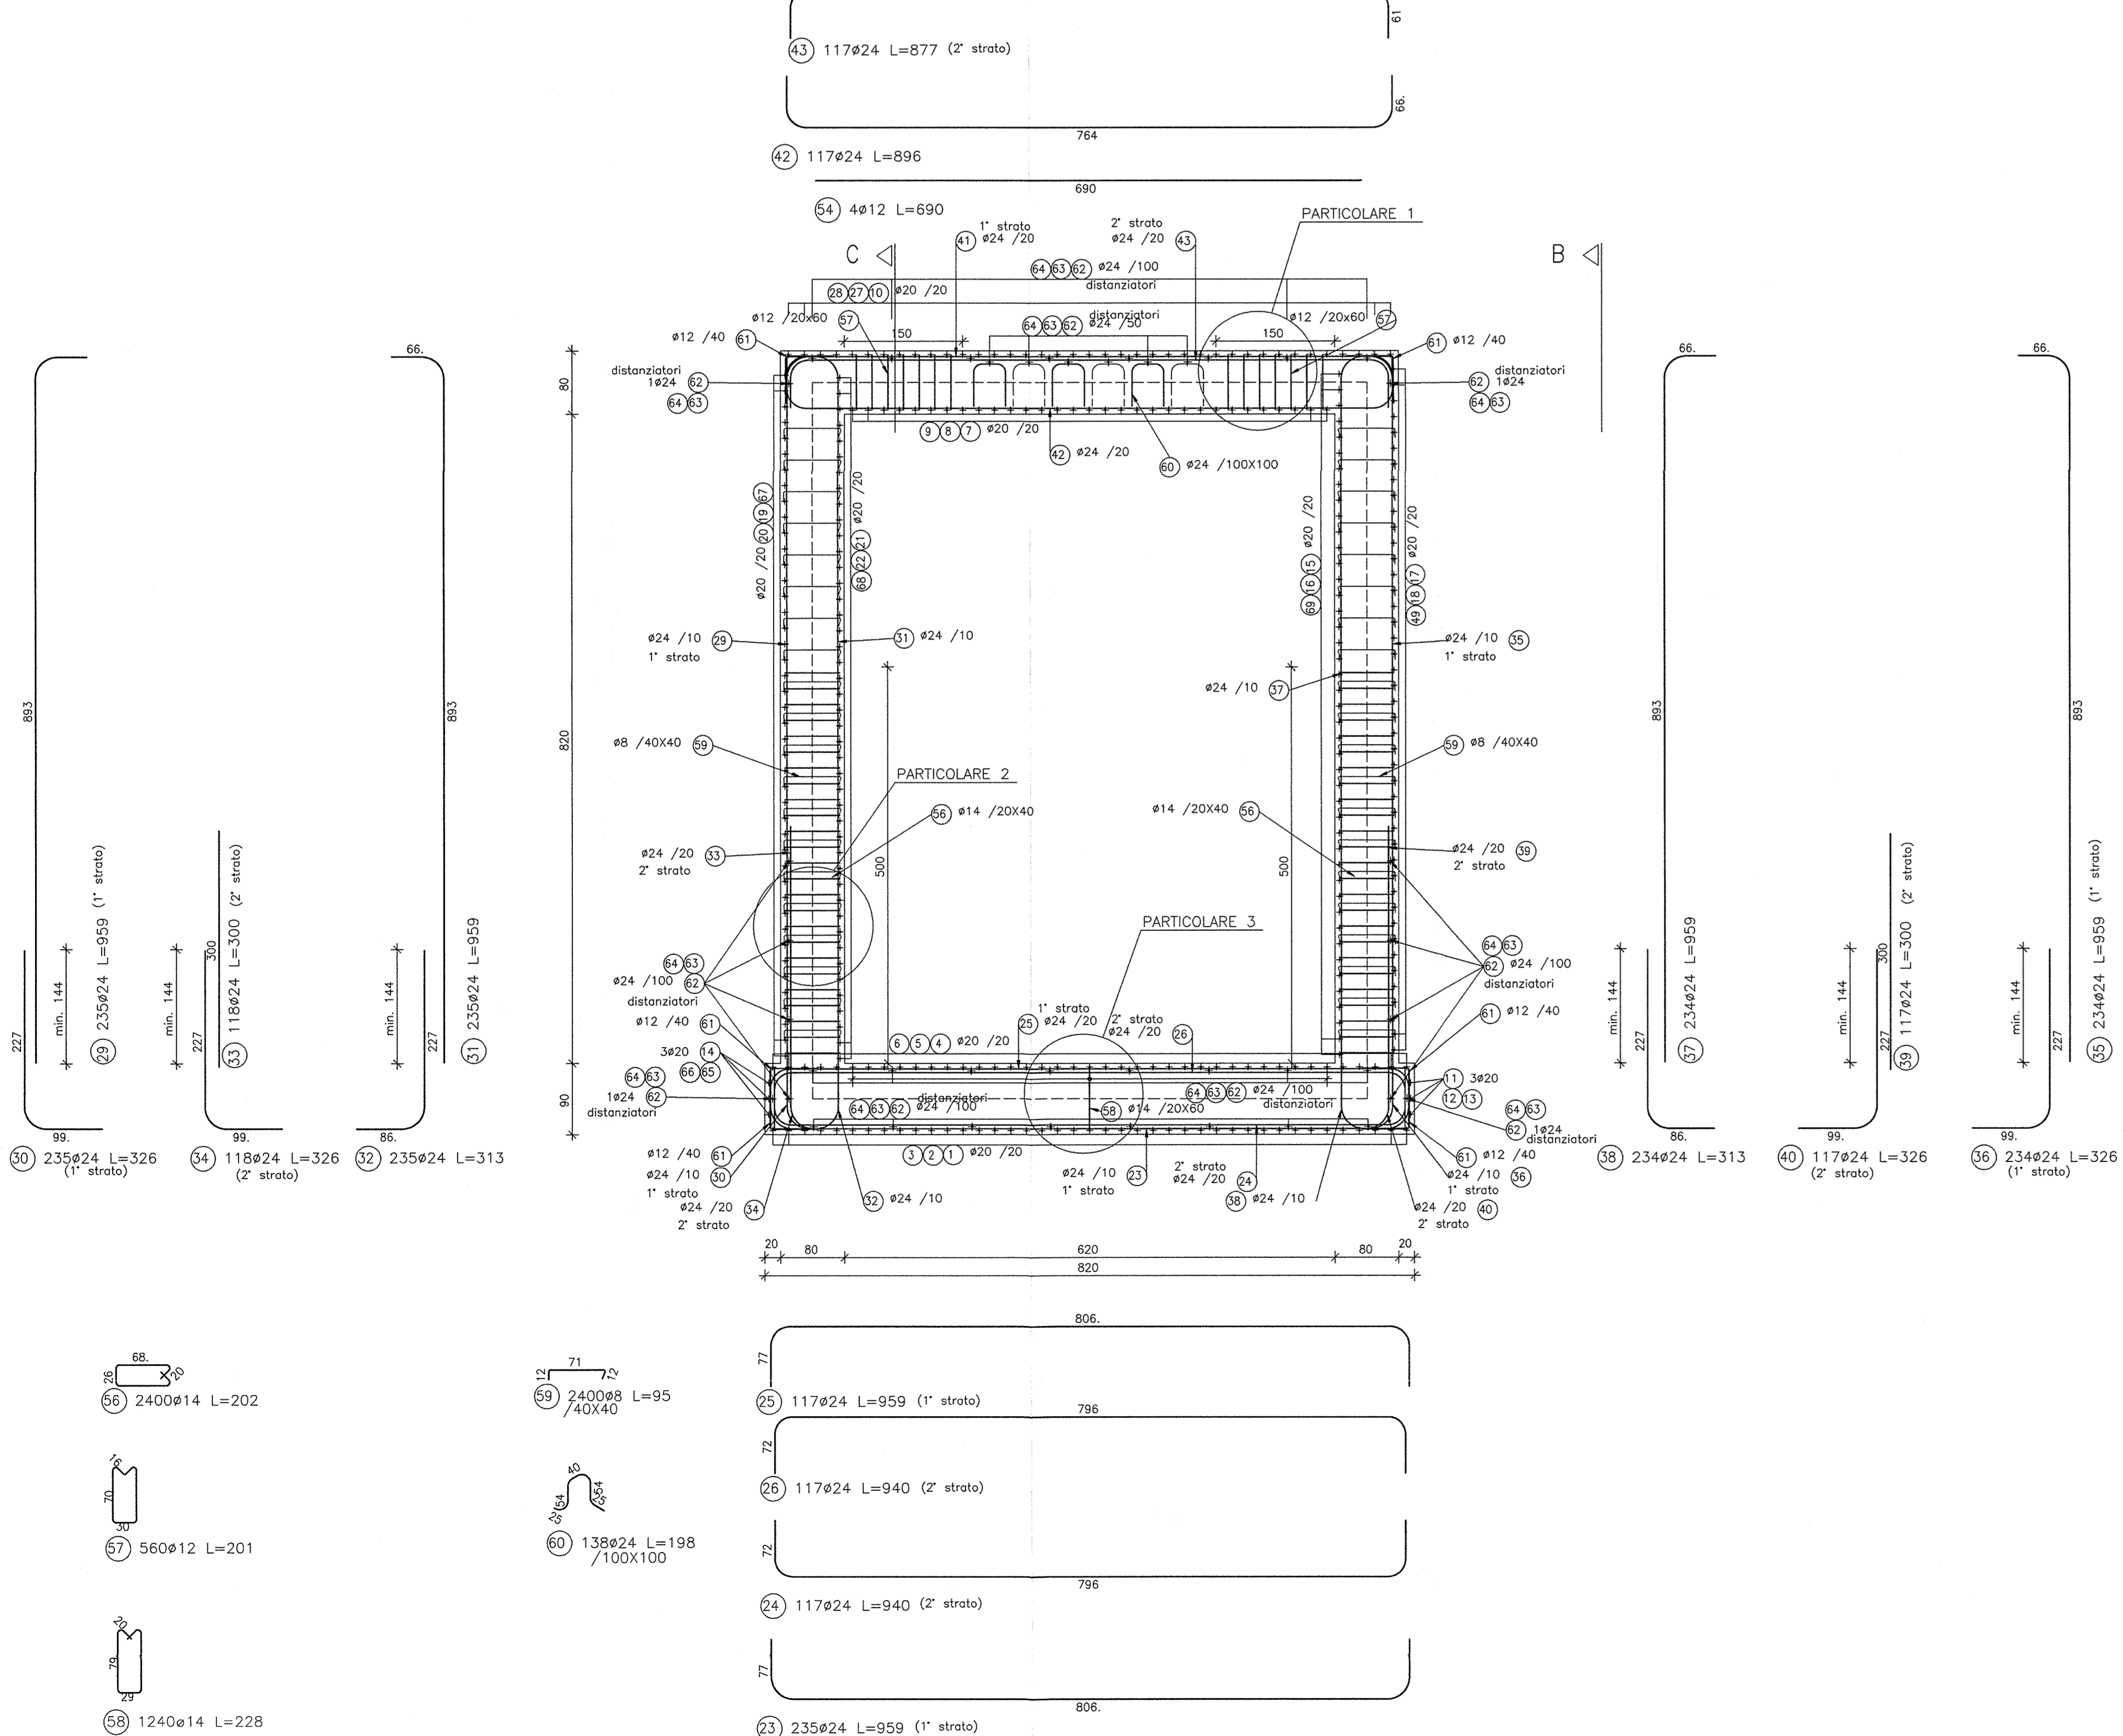 61
43 117ø24 L=877 (2° strato)
66.
764
42 117ø24 L=896
690
54 4ø12 L=690
PARTICOLARE 1
1° strato
41 ø24 /20
2° strato
ø24 /20 43
C
B
64 63 62 ø24 /100
distanziatori
28 27 10 ø20 /20
ø12 /20x60 57
distanziatori
64 63 62 ø24 /50
ø12 /20x60 57
150
150
ø12 /40 61
61 ø12 /40
distanziatori
1ø24 62
64 63
distanziatori
62 1ø24
64 63
80
9 8 7 ø20 /20
42 ø24 /20
60 ø24 /100X100
ø20 /20 20 19 67
68 22 21 ø20 /20
69 16 15 ø20 /20
49 18 17 ø20 /20
ø24 /10 29
1° strato
31 ø24 /10
ø24 /10 35
1° strato
ø24 /10 37
820
ø8 /40X40 59
59 ø8 /40X40
PARTICOLARE 2
56 ø14 /20X40
ø14 /20X40 56
ø24 /20 33
2° strato
ø24 /20 39
2° strato
500
500
PARTICOLARE 3
64 63
ø24 /100 62
distanziatori
64 63
62 ø24 /100
distanziatori
ø12 /40 61
61 ø12 /40
1° strato
25 ø24 /20
2° strato
ø24 /20 26
6 5 4 ø20 /20
3ø20 14
66 65
64 63
1ø24 62
distanziatori
11 3ø20
12 13
64 63
62 1ø24
distanziatori
90
64 63 62 ø24 /100
distanziatori
64 63 62 ø24 /100
distanziatori
58 ø14 /20X60
3 2 1 ø20 /20
ø12 /40 61
ø24 /10 30
1° strato
ø24 /20 34
2° strato
32 ø24 /10
ø24 /10 23
1° strato
2° strato
ø24 /20 24
38 ø24 /10
61 ø12 /40
ø24 /10 36
1° strato
ø24 /20 40
2° strato
20 80 620 80 20
820
893
227
min. 144
29 235ø24 L=959 (1° strato)
99.
30 235ø24 L=326
(1° strato)
min. 144
227
300
33 118ø24 L=300 (2° strato)
99.
34 118ø24 L=326
(2° strato)
66.
893
min. 144
227
31 235ø24 L=959
86.
32 235ø24 L=313
66.
893
min. 144
227
37 234ø24 L=959
86.
38 234ø24 L=313
min. 144
227
300
39 117ø24 L=300 (2° strato)
99.
40 117ø24 L=326
(2° strato)
66.
893
min. 144
227
35 234ø24 L=959 (1° strato)
99.
36 234ø24 L=326
(1° strato)
68.
26
20
56 2400ø14 L=202
16
70
30
57 560ø12 L=201
20
79
29
58 1240ø14 L=228
71
12
12
59 2400ø8 L=95
/40X40
40
54
54
25
25
60 138ø24 L=198
/100X100
806.
77
25 117ø24 L=959 (1° strato)
796
72
26 117ø24 L=940 (2° strato)
72
796
24 117ø24 L=940 (2° strato)
77
806.
23 235ø24 L=959 (1° strato)